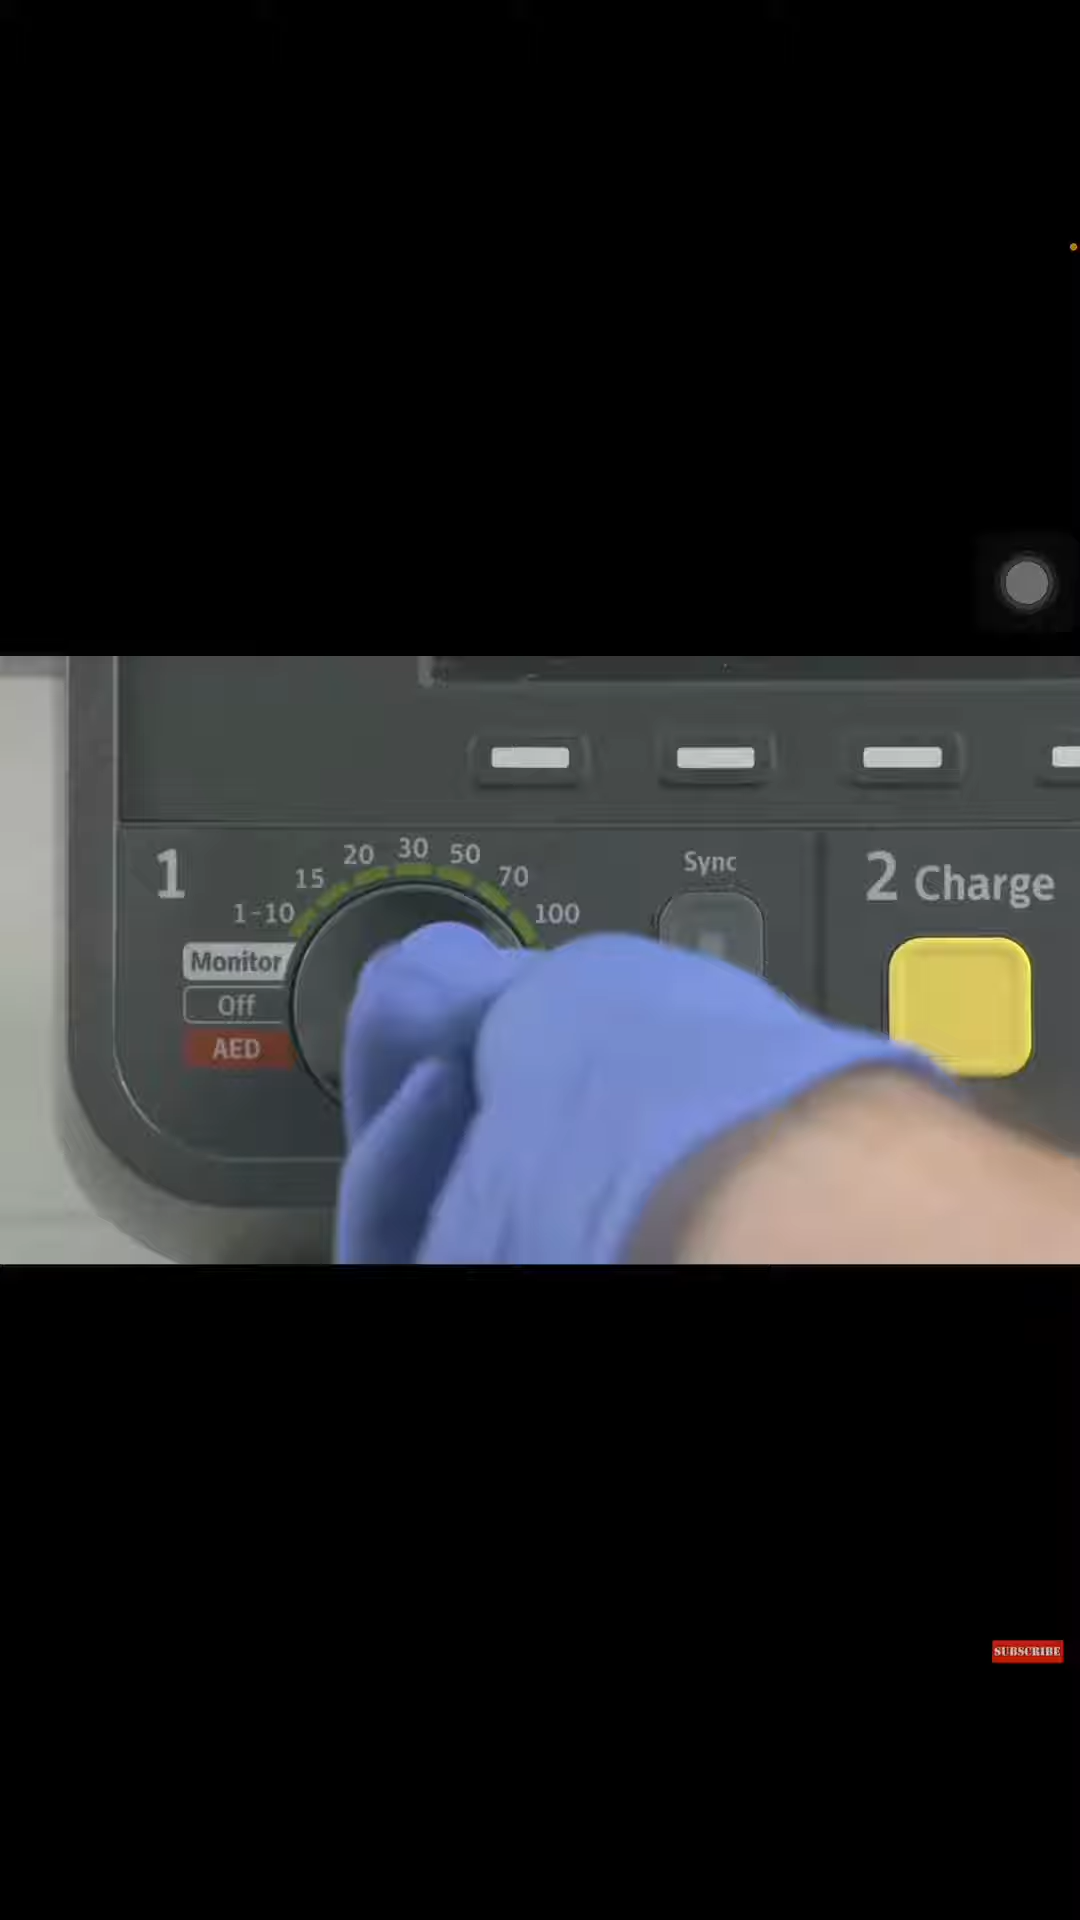 1
20 30 50
15 70
1-10 100
Monitor
Off
AED
Sync
2 Charge
SUBSCRIBE